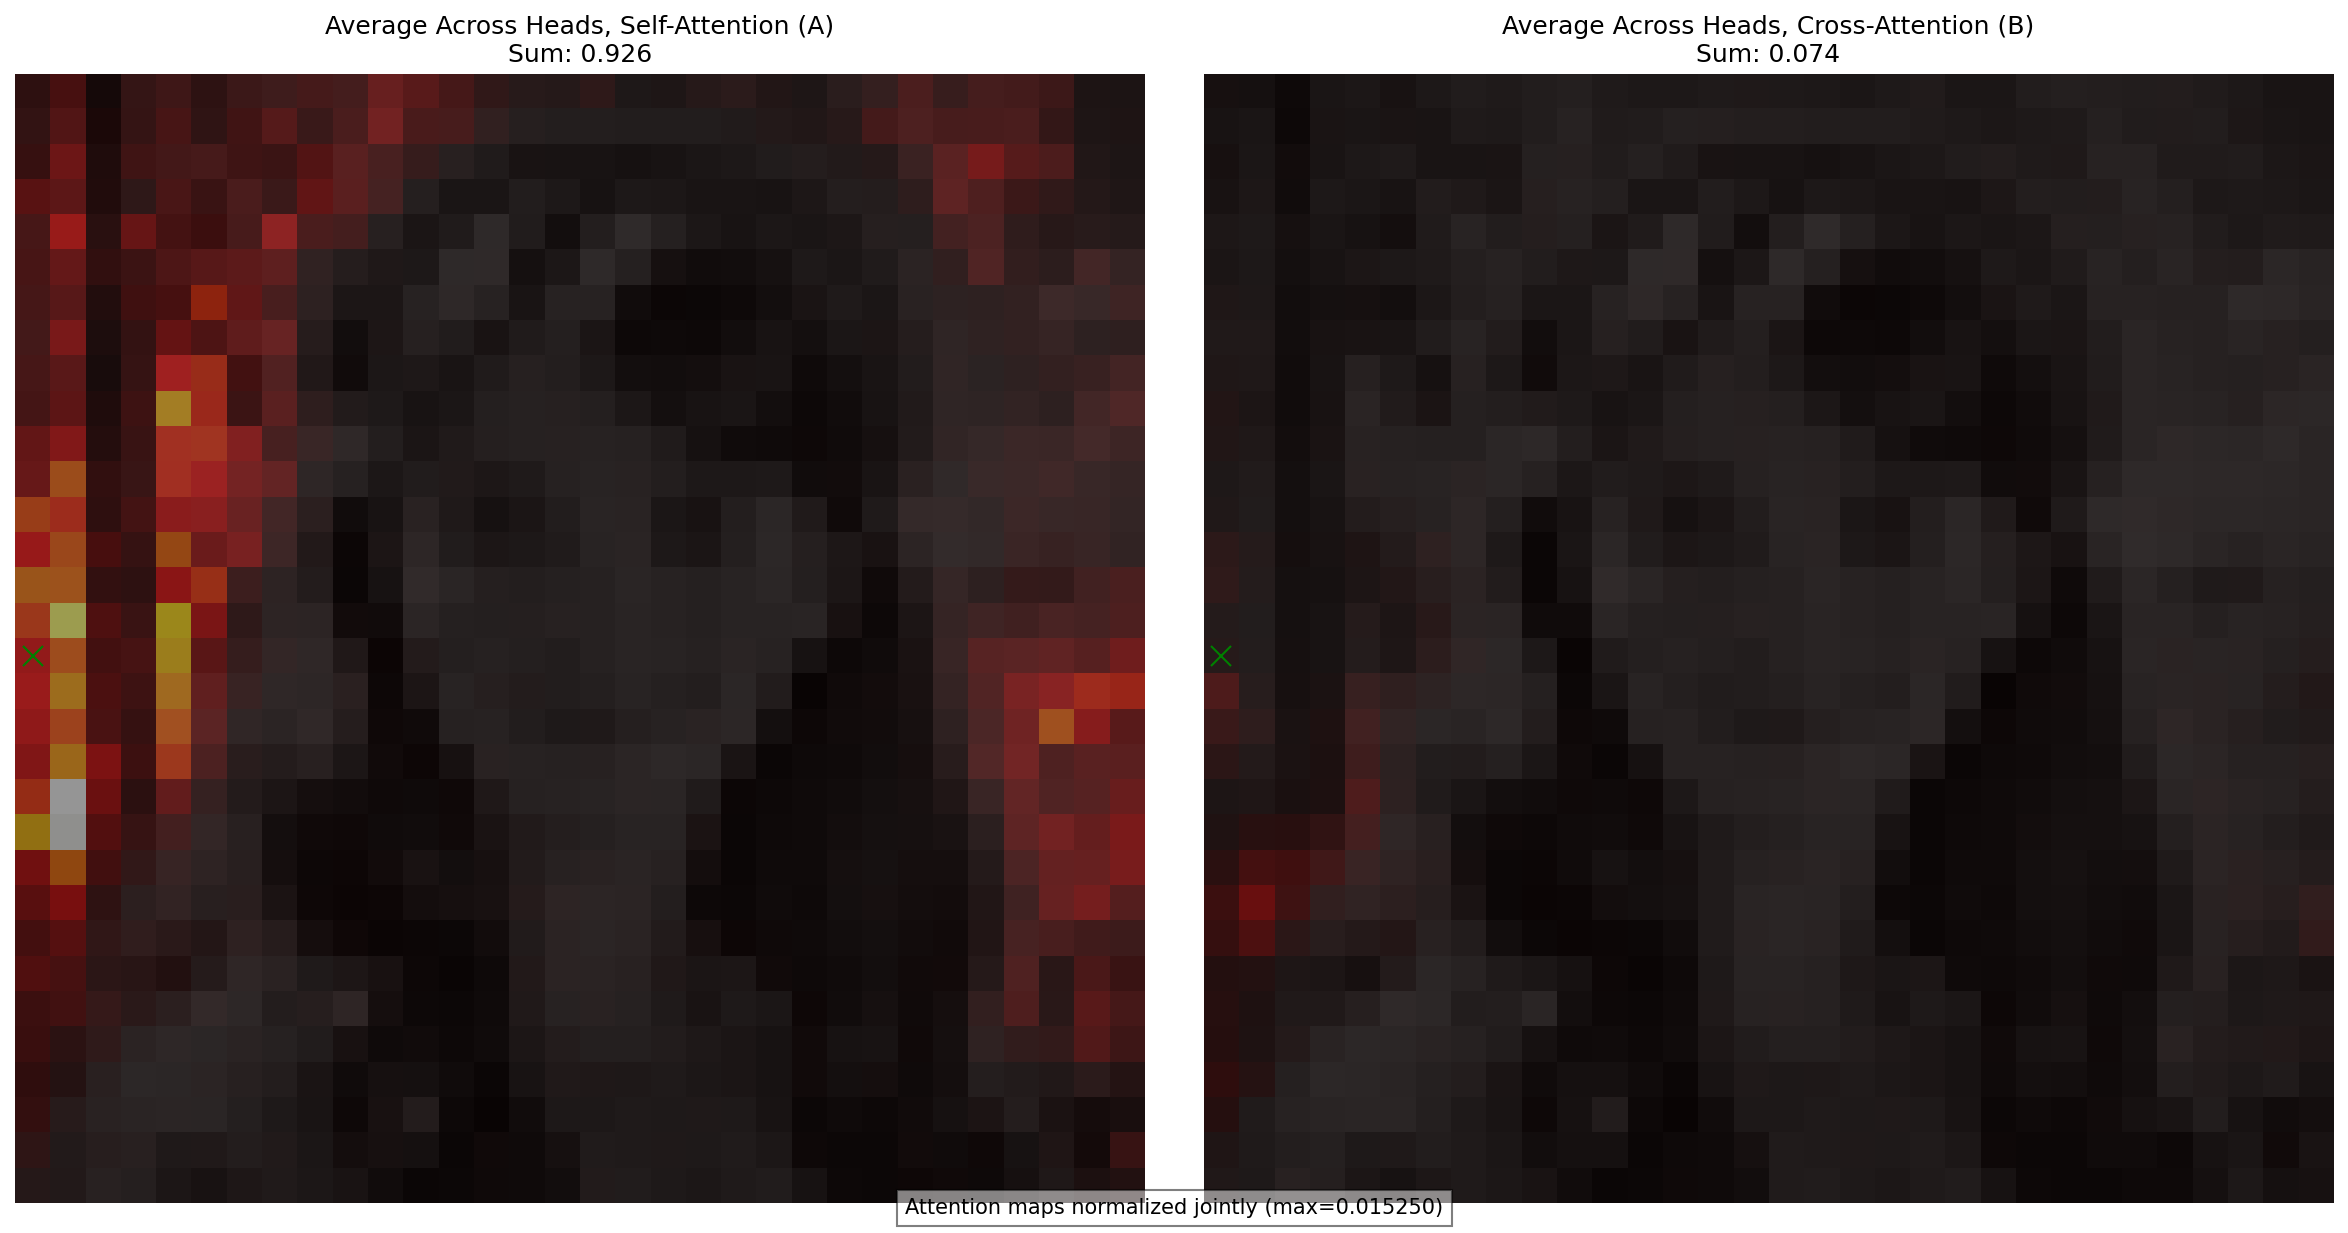 Average Across Heads, Self-Attention (A)
Sum: 0.926
Average Across Heads, Cross-Attention (B)
Sum: 0.074
Attention maps normalized jointly (max=0.015250)